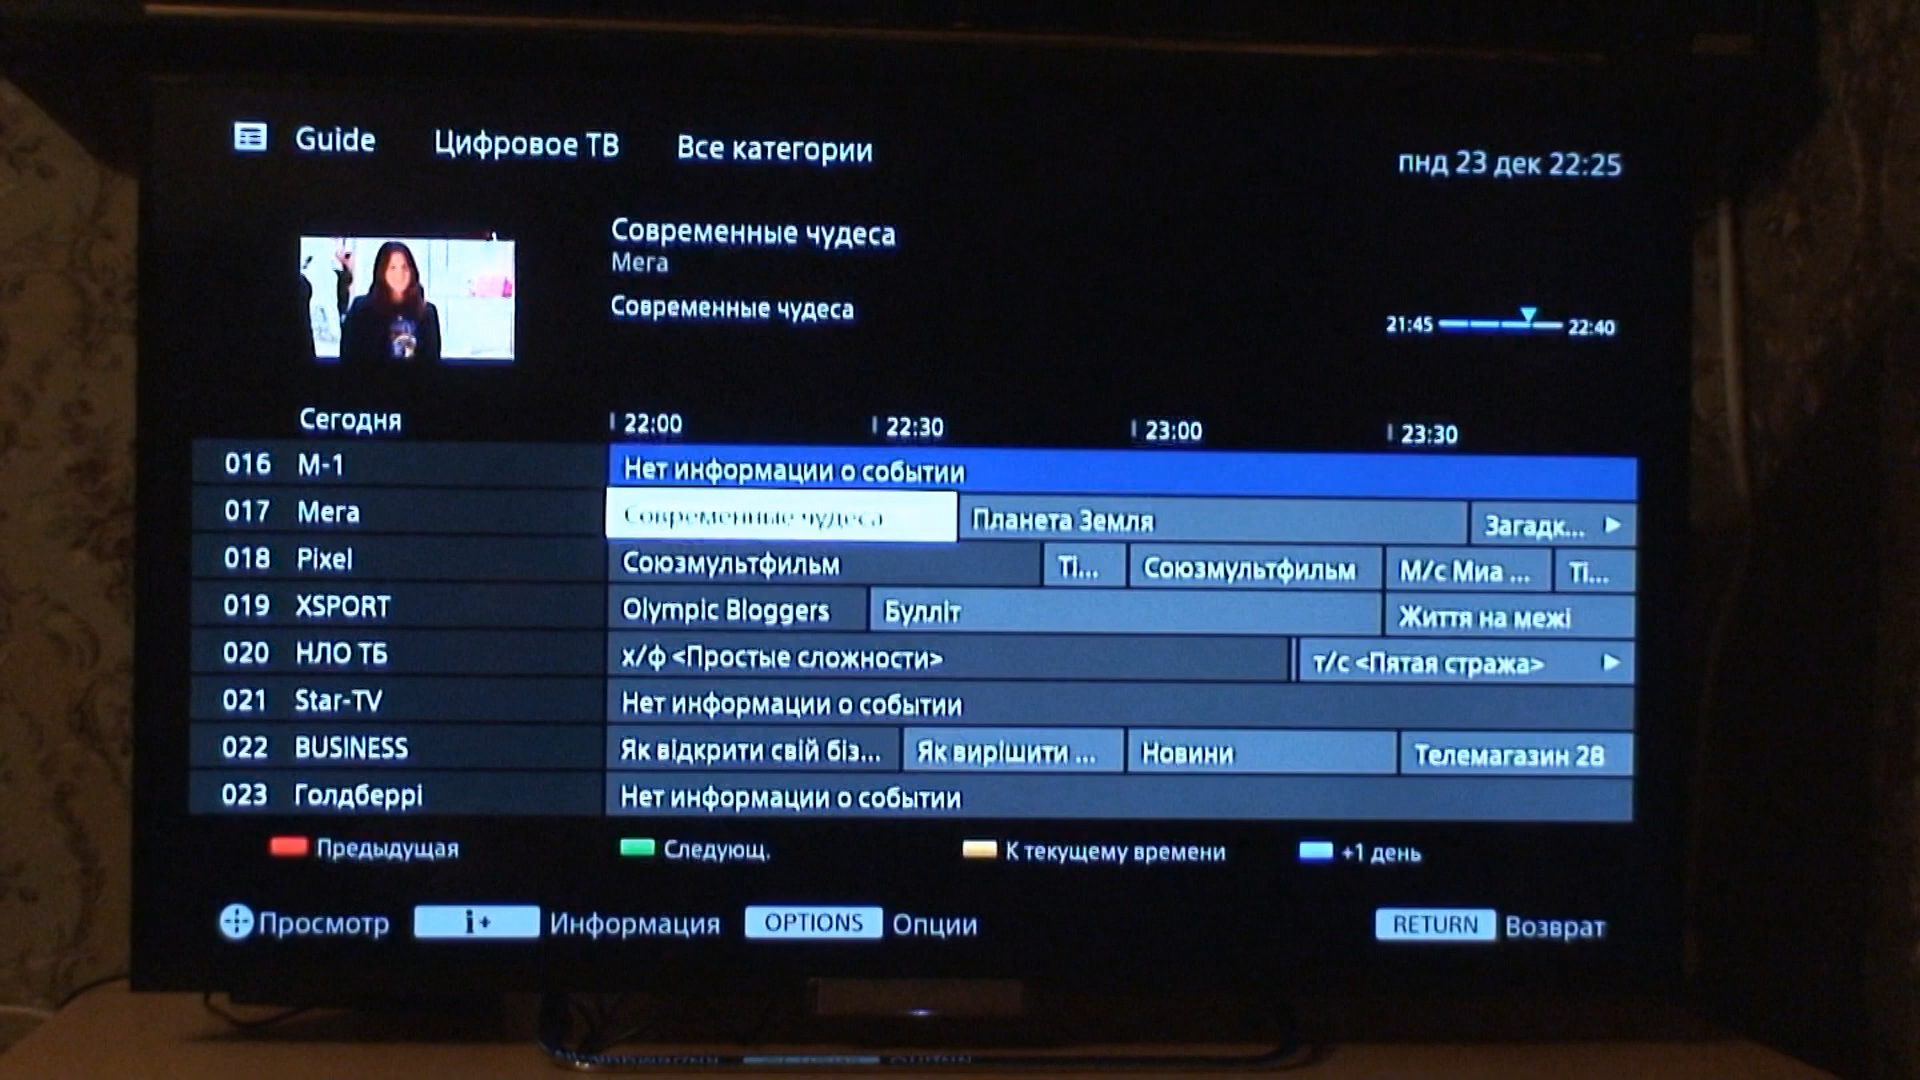 Guide Цифровое ТВ Все категории
пнд 23 дек 22:25
Современные чудеса
Мега
Современные чудеса
21:45 22:40
Сегодня 22:00 22:30 23:00 23:30
016 М-1 Нет информации о событии
017 Мега Современные чудеса Планета Земля Загадк...
018 Pixel Союзмультфильм Ті... Союзмультфильм М/с Миа ... Ті...
019 XSPORT Olympic Bloggers Булліт Життя на межі
020 НЛО ТБ х/ф <Простые сложности> т/с <Пятая стража>
021 Star-TV Нет информации о событии
022 BUSINESS Як відкрити свій біз... Як вирішити ... Новини Телемагазин 28
023 Голдберрі Нет информации о событии
Предыдущая Следующ. К текущему времени +1 день
Просмотр i+ Информация OPTIONS Опции RETURN Возврат